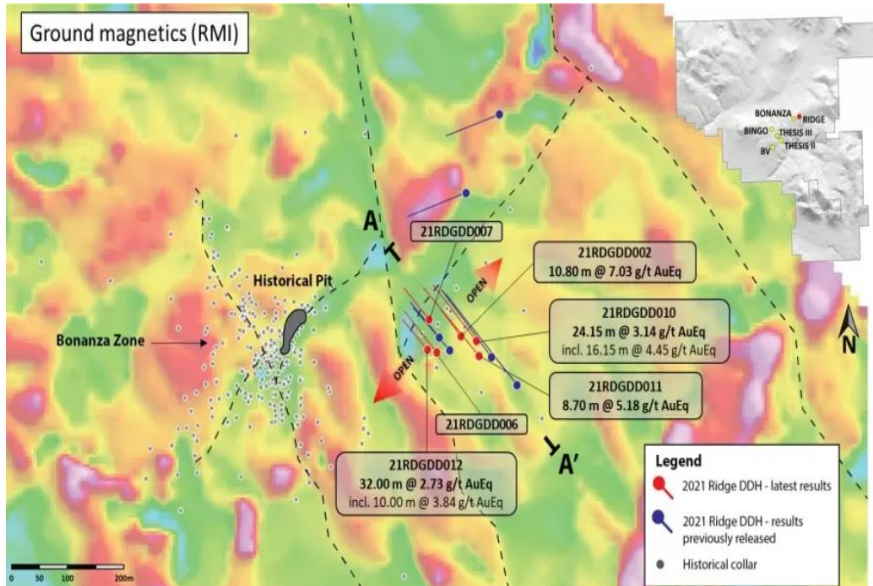 Ground magnetics (RMI)
BONANZA
RIDGE
BINGO
THESIS III
THESIS II
BV
A
21RDGDD007
21RDGDD002
10.80 m @ 7.03 g/t AuEq
OPEN
Historical Pit
21RDGDD010
24.15 m @ 3.14 g/t AuEq
incl. 16.15 m @ 4.45 g/t AuEq
N
Bonanza Zone
OPEN
21RDGDD011
8.70 m @ 5.18 g/t AuEq
21RDGDD006
A'
21RDGDD012
32.00 m @ 2.73 g/t AuEq
incl. 10.00 m @ 3.84 g/t AuEq
Legend
2021 Ridge DDH - latest results
2021 Ridge DDH - results
previously released
Historical collar
0 50 100 200m